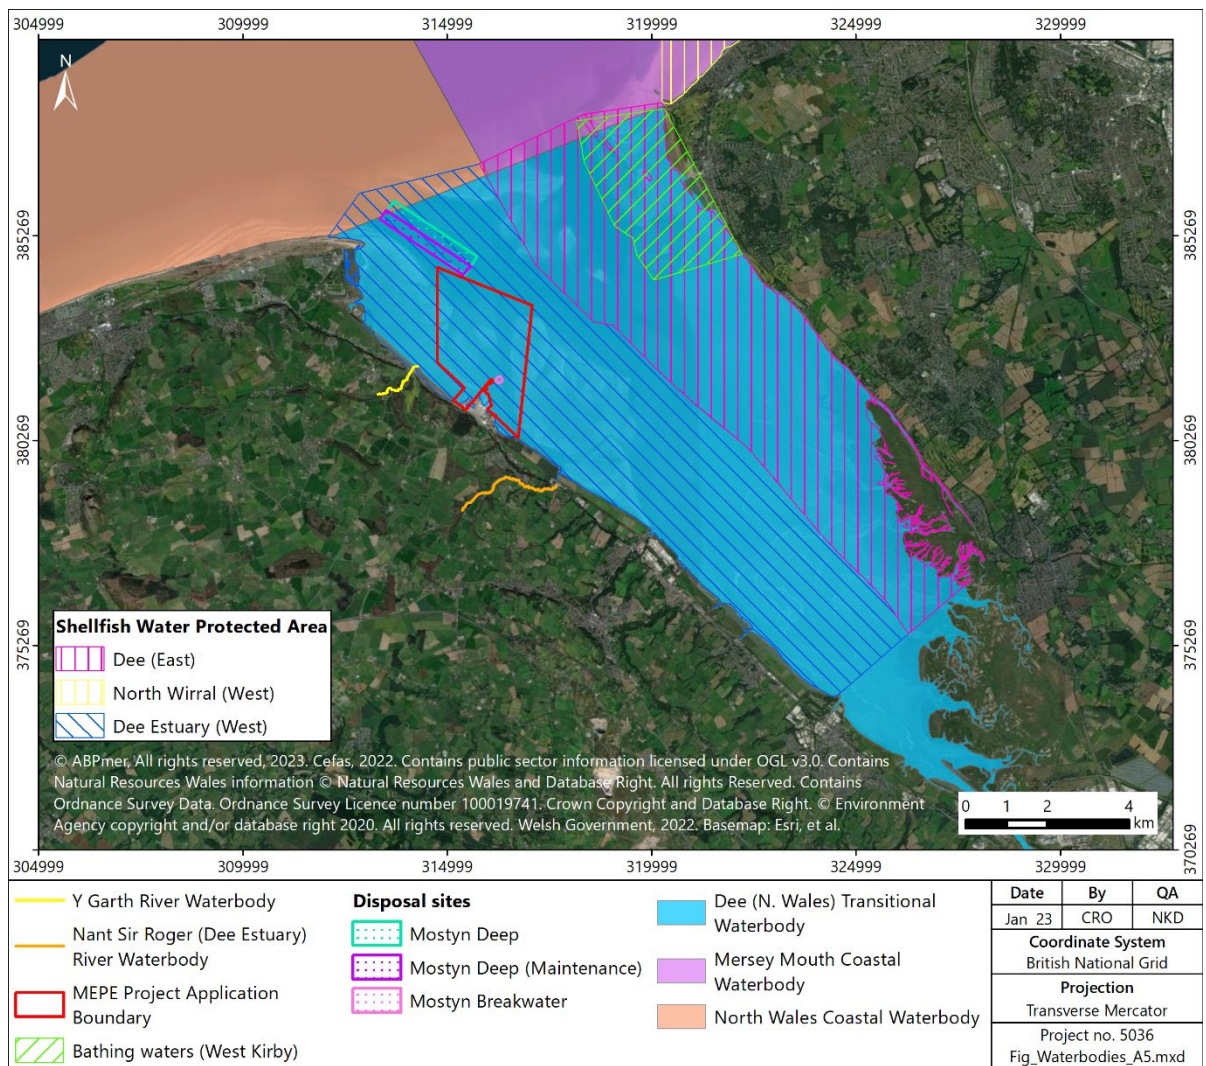 304999 309999 314999 319999 324999 329999
N
385269 385269
380269 380269
375269 375269
370269
Shellfish Water Protected Area
Dee (East)
North Wirral (West)
Dee Estuary (West)
© ABPmer, All rights reserved, 2023. Cefas, 2022. Contains public sector information licensed under OGL v3.0. Contains
Natural Resources Wales information © Natural Resources Wales and Database Right. All rights Reserved. Contains
Ordnance Survey Data. Ordnance Survey Licence number 100019741. Crown Copyright and Database Right. © Environment
Agency copyright and/or database right 2020. All rights reserved. Welsh Government, 2022. Basemap: Esri, et al.
0 1 2 4
km
304999 309999 314999 319999 324999 329999
Y Garth River Waterbody
Nant Sir Roger (Dee Estuary)
River Waterbody
MEPE Project Application
Boundary
Bathing waters (West Kirby)
Disposal sites
Mostyn Deep
Mostyn Deep (Maintenance)
Mostyn Breakwater
Dee (N. Wales) Transitional
Waterbody
Mersey Mouth Coastal
Waterbody
North Wales Coastal Waterbody
Date By QA
Jan 23 CRO NKD
Coordinate System
British National Grid
Projection
Transverse Mercator
Project no. 5036
Fig_Waterbodies_A5.mxd